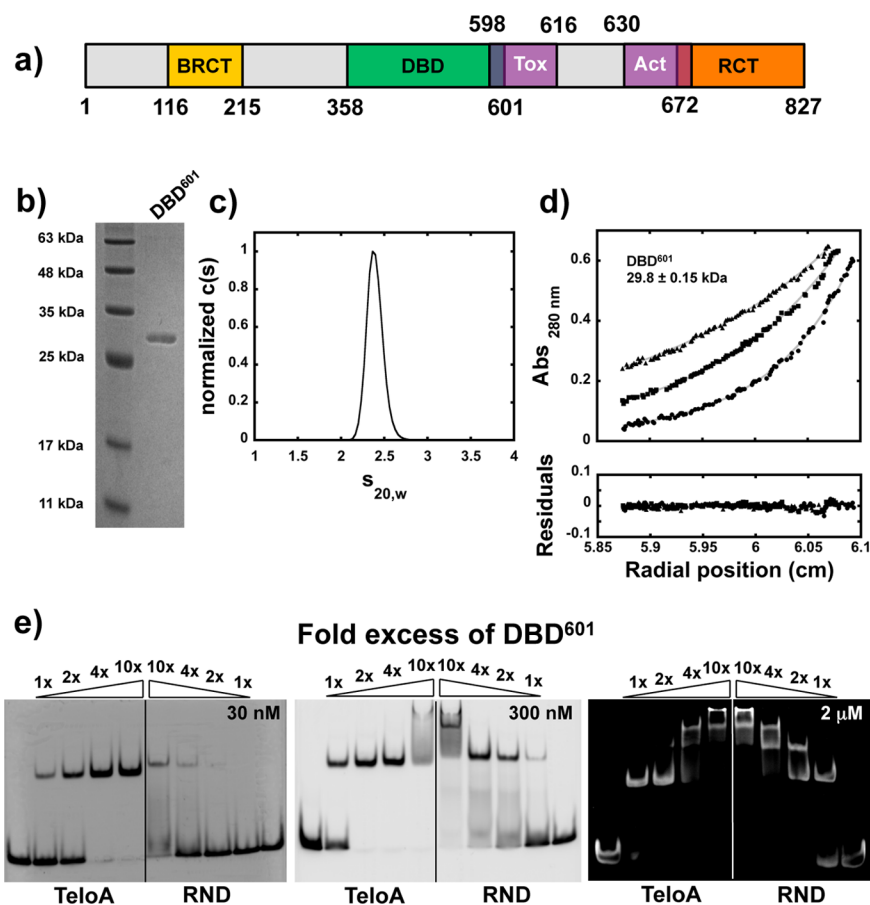 a)
598 616 630
BRCT DBD Tox Act RCT
1 116 215 358 601 672 827
b)
DBD601
63 kDa
48 kDa
35 kDa
25 kDa
17 kDa
11 kDa
c)
normalized c(s)
1
0.8
0.6
0.4
0.2
0
1 1.5 2 2.5 3 3.5 4
s20,w
d)
DBD601
29.8 ± 0.15 kDa
Abs280 nm
0.6
0.4
0.2
0
Residuals
0.1
0
-0.1
5.85 5.9 5.95 6 6.05 6.1
Radial position (cm)
e)
Fold excess of DBD601
1x 2x 4x 10x 10x 4x 2x 1x
30 nM
TeloA RND
1x 2x 4x 10x 10x 4x 2x 1x
300 nM
TeloA RND
1x 2x 4x 10x 10x 4x 2x 1x
2 μM
TeloA RND